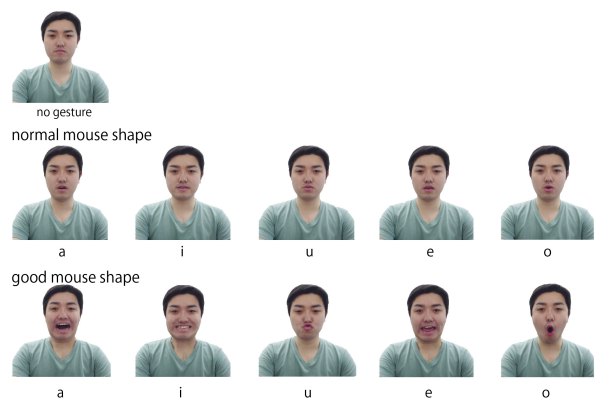 no gesture
normal mouse shape
a i u e o
good mouse shape
a i u e o